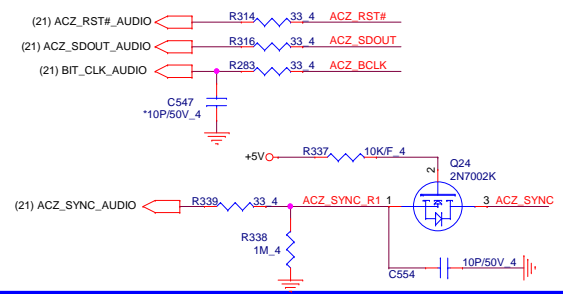 (21) ACZ_RST#_AUDIO R314 33_4 ACZ_RST#
(21) ACZ_SDOUT_AUDIO R316 33_4 ACZ_SDOUT
(21) BIT_CLK_AUDIO R283 33_4 ACZ_BCLK
C547
*10P/50V_4
+5V R337 10K/F_4
Q24
2N7002K
2
(21) ACZ_SYNC_AUDIO R339 33_4 ACZ_SYNC_R1 1 3 ACZ_SYNC
R338
1M_4
10P/50V_4
C554